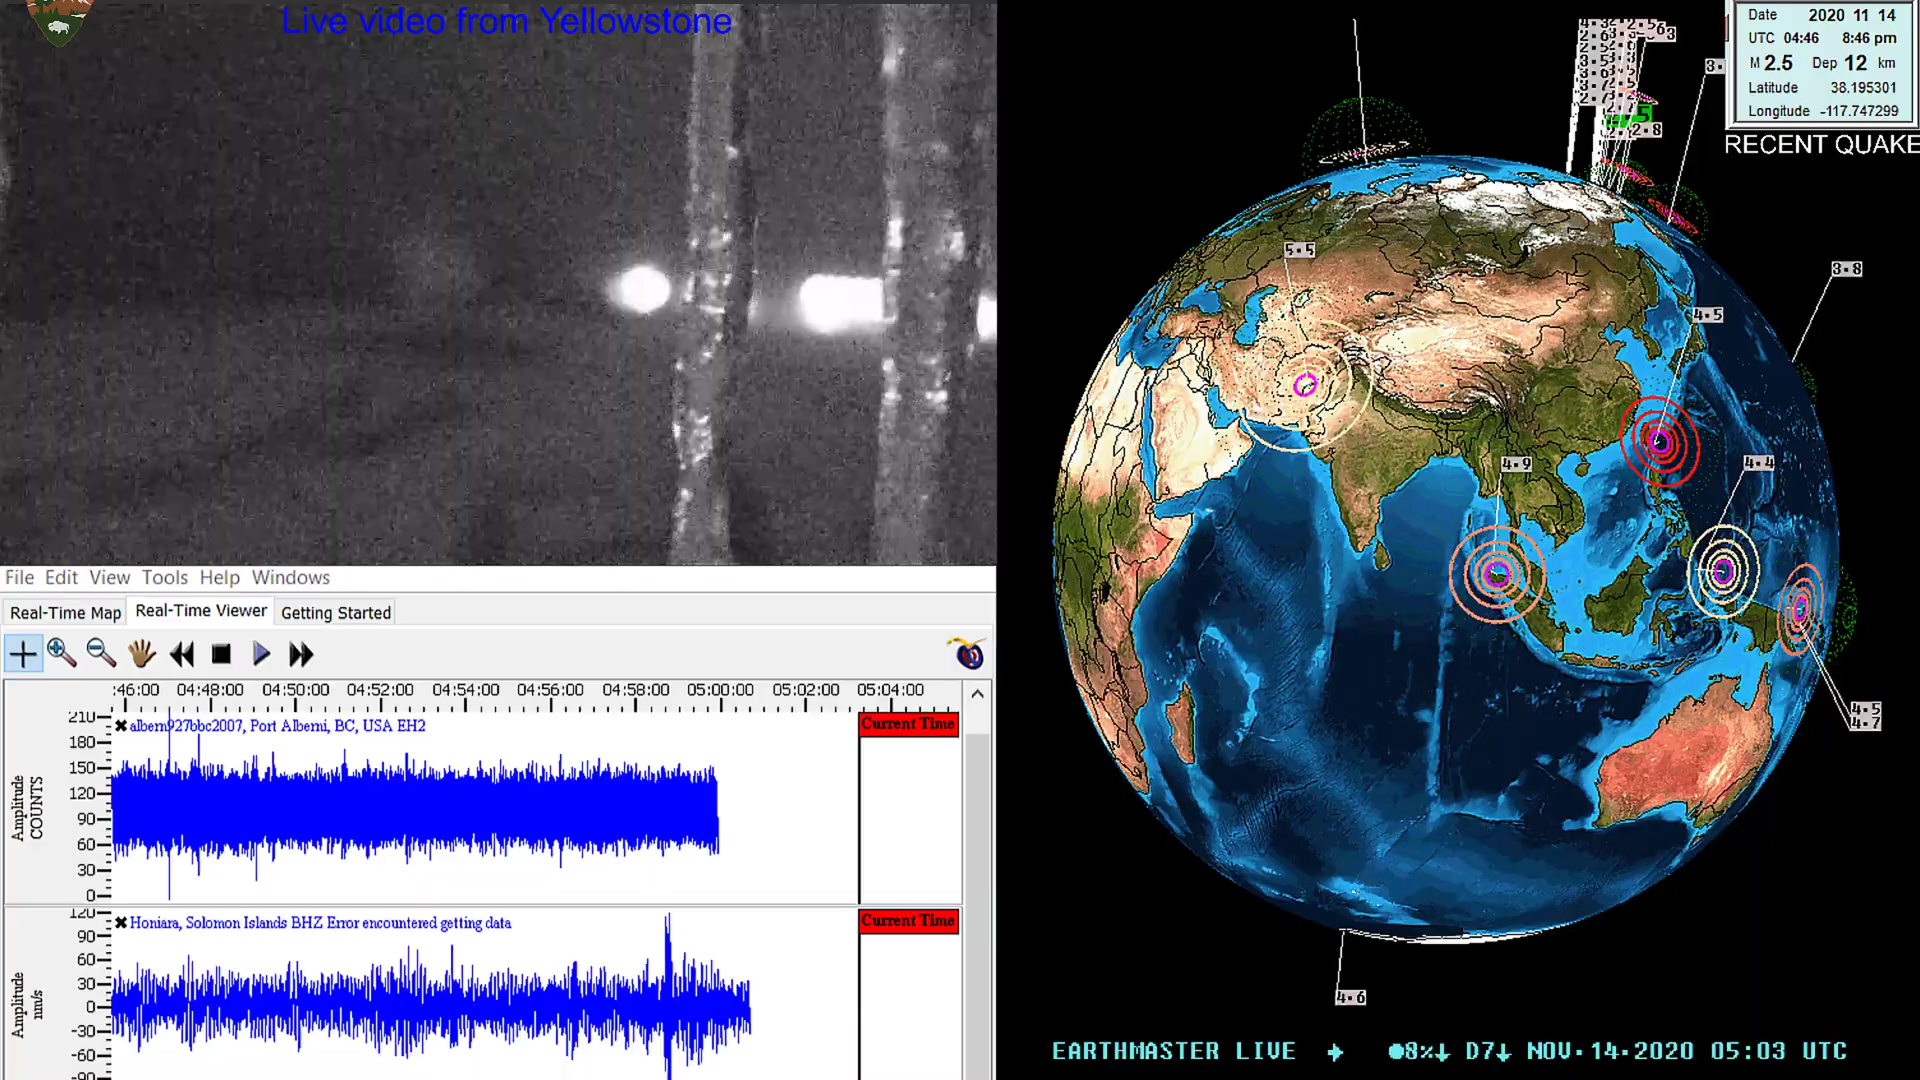 Live video from Yellowstone
File Edit View Tools Help Windows
Real-Time Map Real-Time Viewer Getting Started
:46:00 04:48:00 04:50:00 04:52:00 04:54:00 04:56:00 04:58:00 05:00:00 05:02:00 05:04:00
albern927bbc2007, Port Alberni, BC, USA EH2
Current Time
210
180
150
120
90
60
30
0
Amplitude
COUNTS
Honiara, Solomon Islands BHZ Error encountered getting data
Current Time
120
90
60
30
0
-30
-60
-90
Amplitude
nm/s
Date 2020 11 14
UTC 04:46 8:46 pm
M 2.5 Dep 12 km
Latitude 38.195301
Longitude -117.747299
RECENT QUAKE
2.8
5.5
3.8
4.5
4.9
4.4
4.5
4.7
4.6
EARTHMASTER LIVE 8%↓ D7↓ NOV.14.2020 05:03 UTC